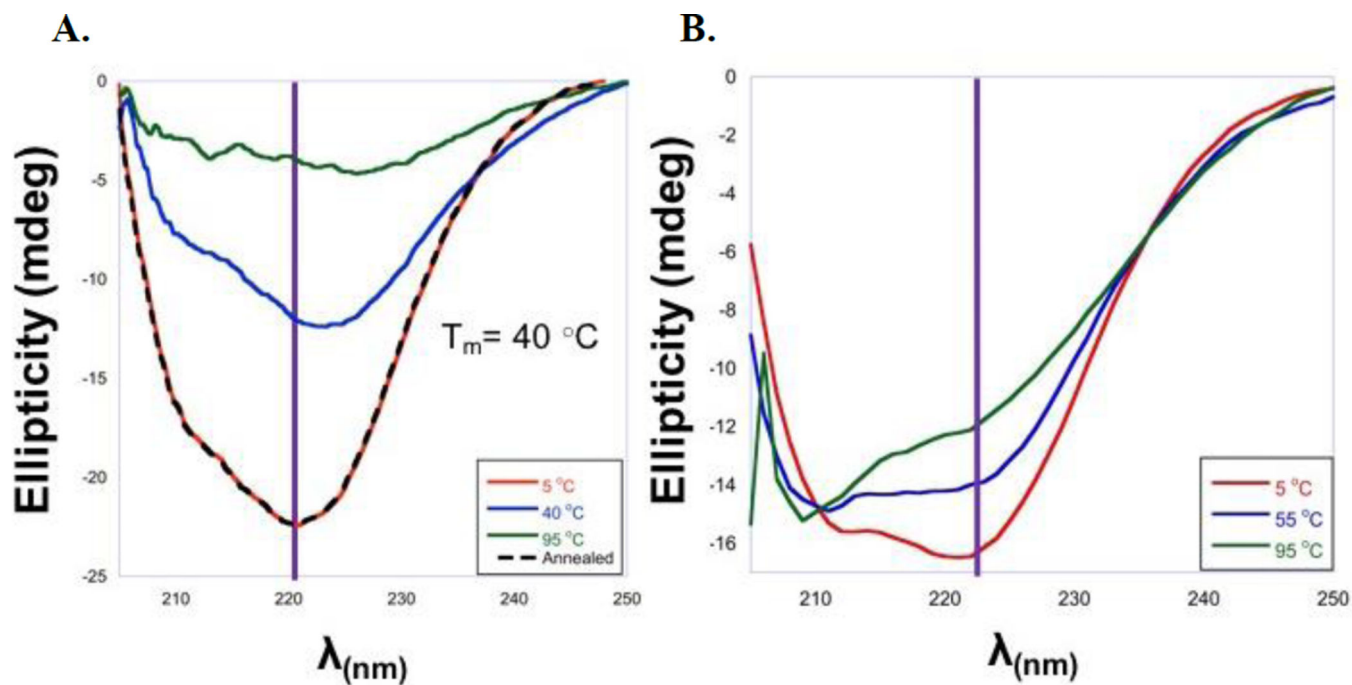 A.
0
-5
-10
-15
-20
-25
Ellipticity (mdeg)
Tm= 40 °C
5 °C
40 °C
95 °C
Annealed
210 220 230 240 250
λ(nm)
B.
0
-2
-4
-6
-8
-10
-12
-14
-16
Ellipticity (mdeg)
5 °C
55 °C
95 °C
210 220 230 240 250
λ(nm)